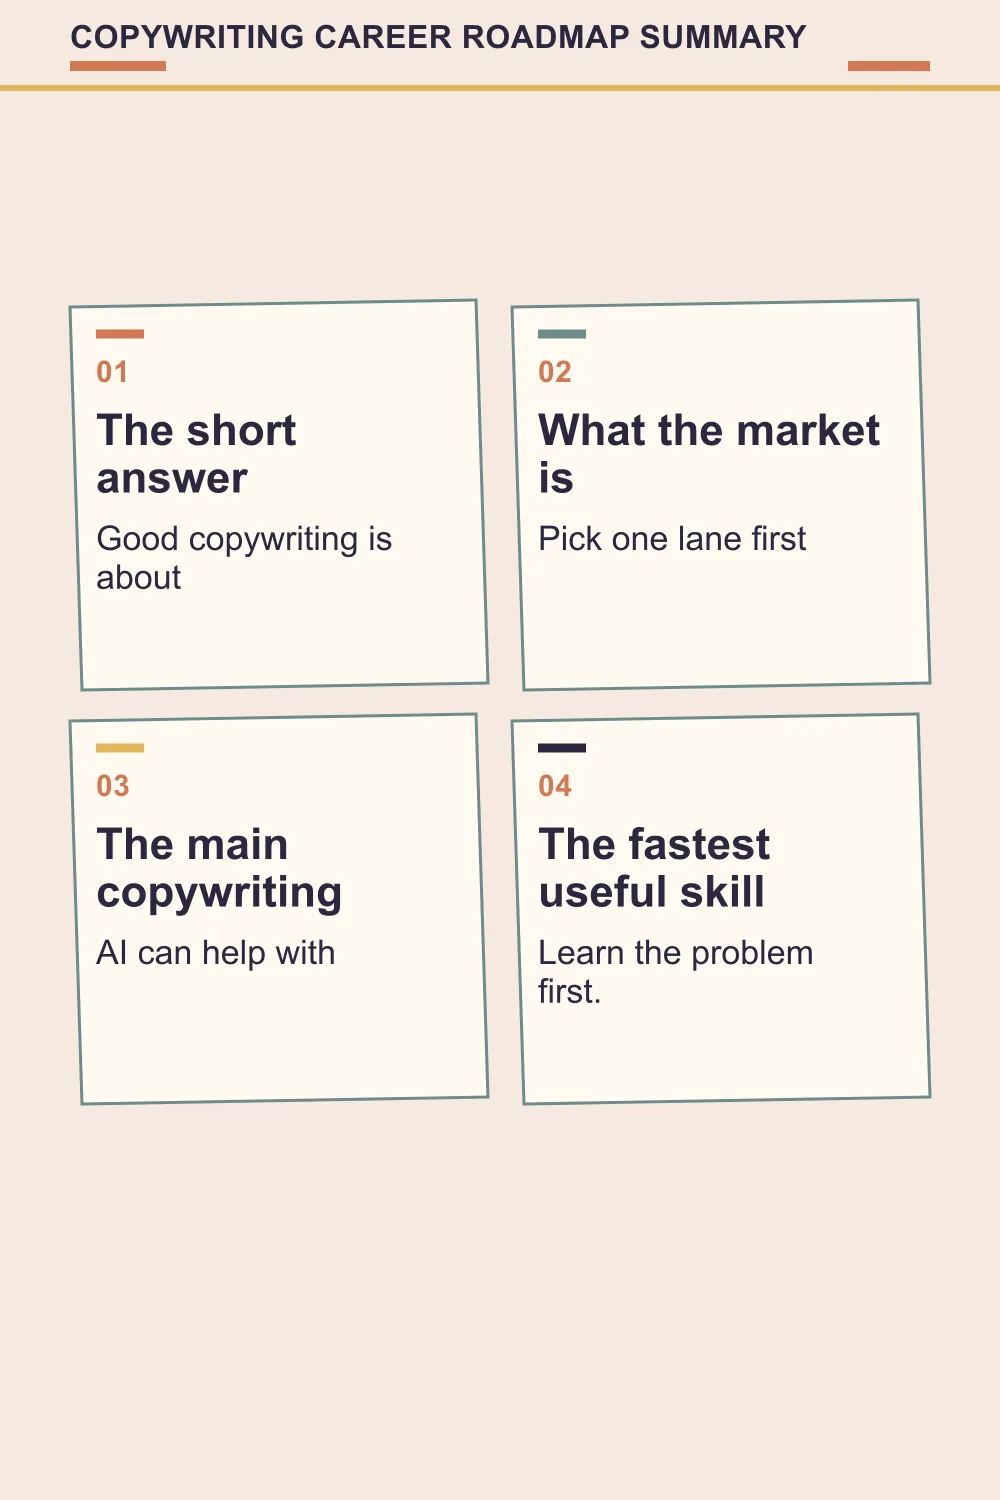 COPYWRITING CAREER ROADMAP SUMMARY
01
The short
answer
Good copywriting is
about
02
What the market
is
Pick one lane first
03
The main
copywriting
AI can help with
04
The fastest
useful skill
Learn the problem
first.